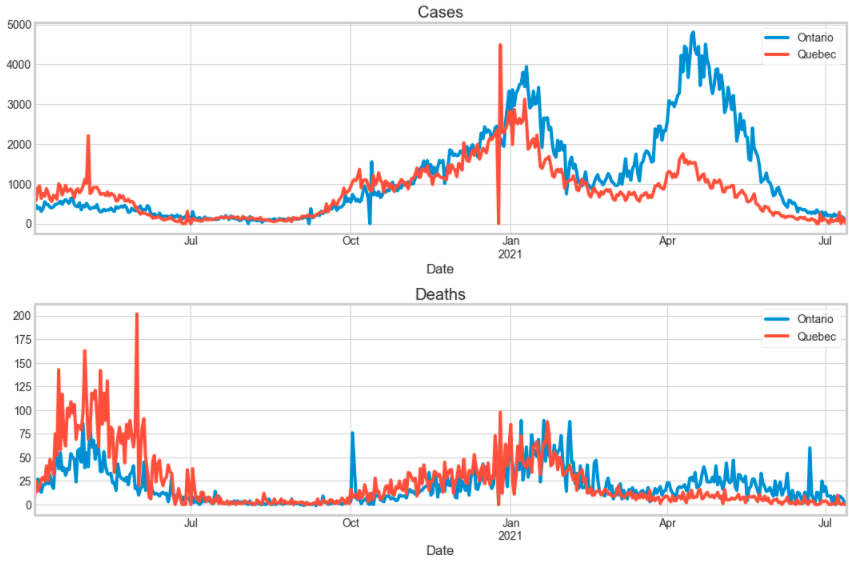 Cases
5000
4000
3000
2000
1000
0
Ontario
Quebec
Jul
Oct
Jan
2021
Apr
Jul
Date
Deaths
200
175
150
125
100
75
50
25
0
Ontario
Quebec
Jul
Oct
Jan
2021
Apr
Jul
Date